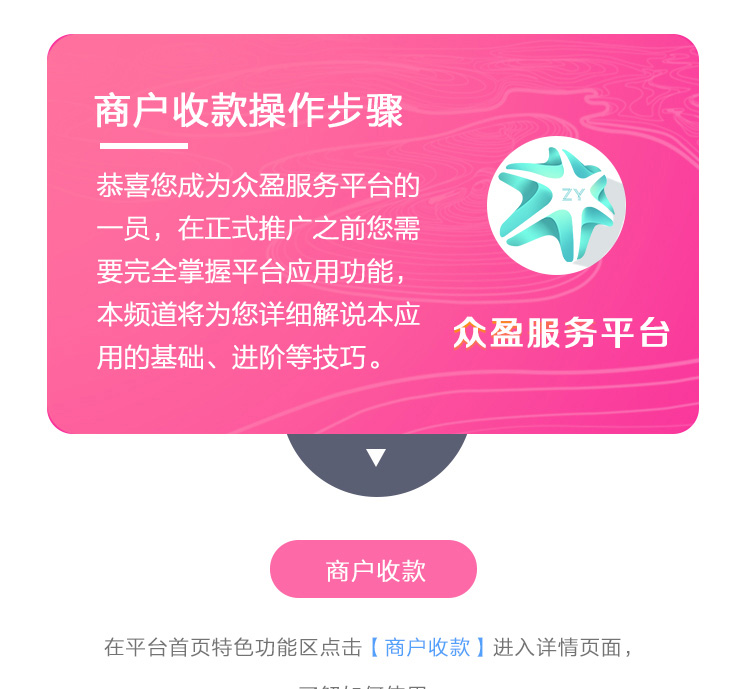 商户收款操作步骤
恭喜您成为众盈服务平台的
一员，在正式推广之前您需
要完全掌握平台应用功能，
本频道将为您详细解说本应
用的基础、进阶等技巧。
ZY
众盈服务平台
商户收款
在平台首页特色功能区点击【商户收款】进入详情页面，